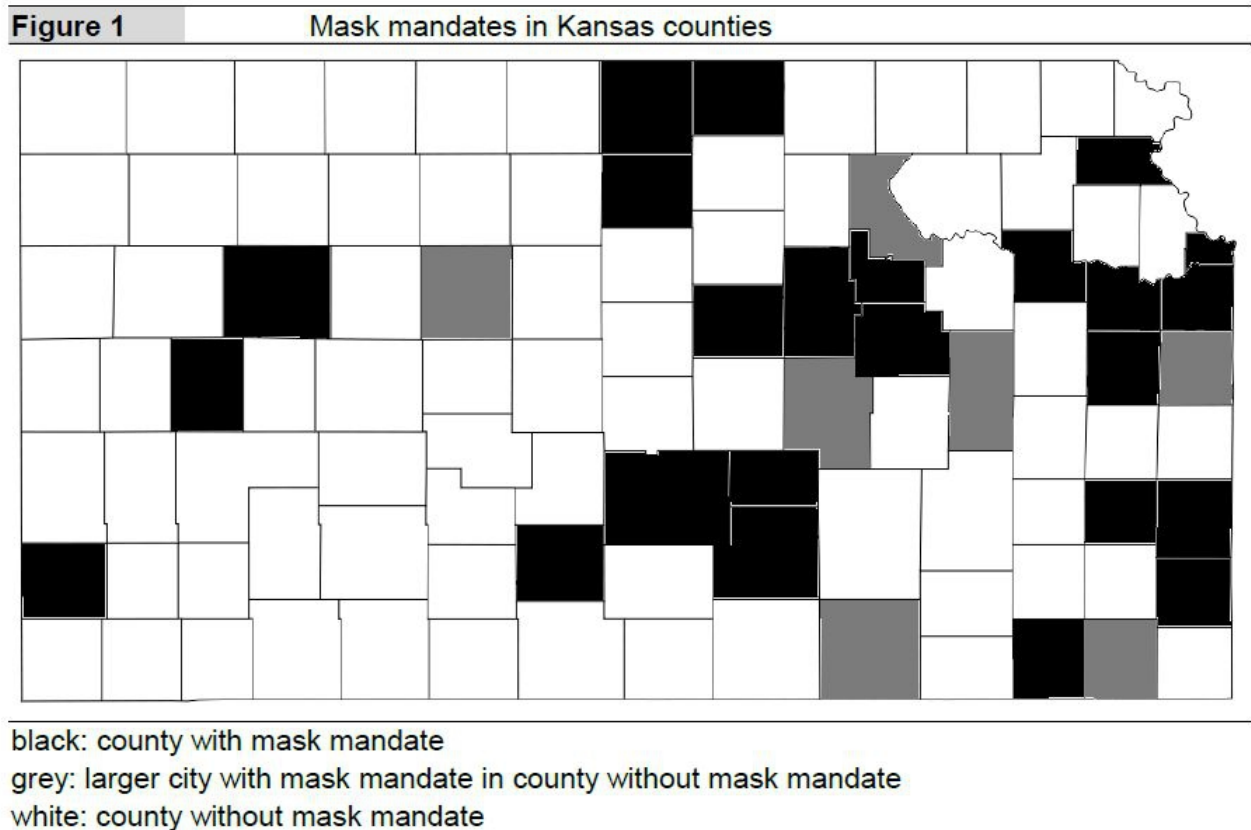 Figure 1 Mask mandates in Kansas counties
black: county with mask mandate
grey: larger city with mask mandate in county without mask mandate
white: county without mask mandate